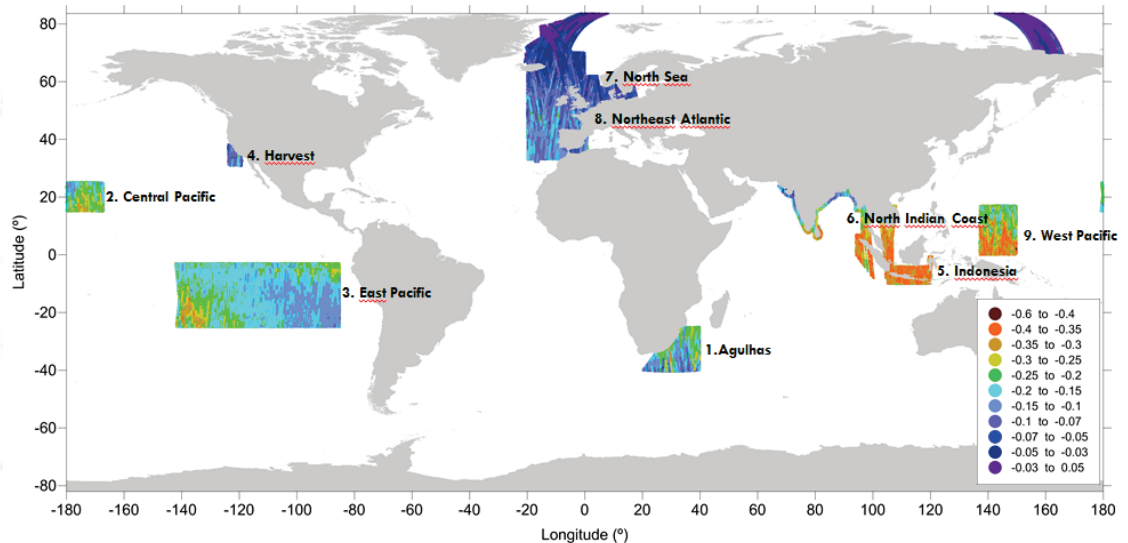 80
60
40
20
0
-20
-40
-60
-80
Latitude (º)
7. North Sea
8. Northeast Atlantic
4. Harvest
2. Central Pacific
6. North Indian Coast
9. West Pacific
5. Indonesia
3. East Pacific
1.Agulhas
-0.6 to -0.4
-0.4 to -0.35
-0.35 to -0.3
-0.3 to -0.25
-0.25 to -0.2
-0.2 to -0.15
-0.15 to -0.1
-0.1 to -0.07
-0.07 to -0.05
-0.05 to -0.03
-0.03 to 0.05
-180 -160 -140 -120 -100 -80 -60 -40 -20 0 20 40 60 80 100 120 140 160 180
Longitude (º)